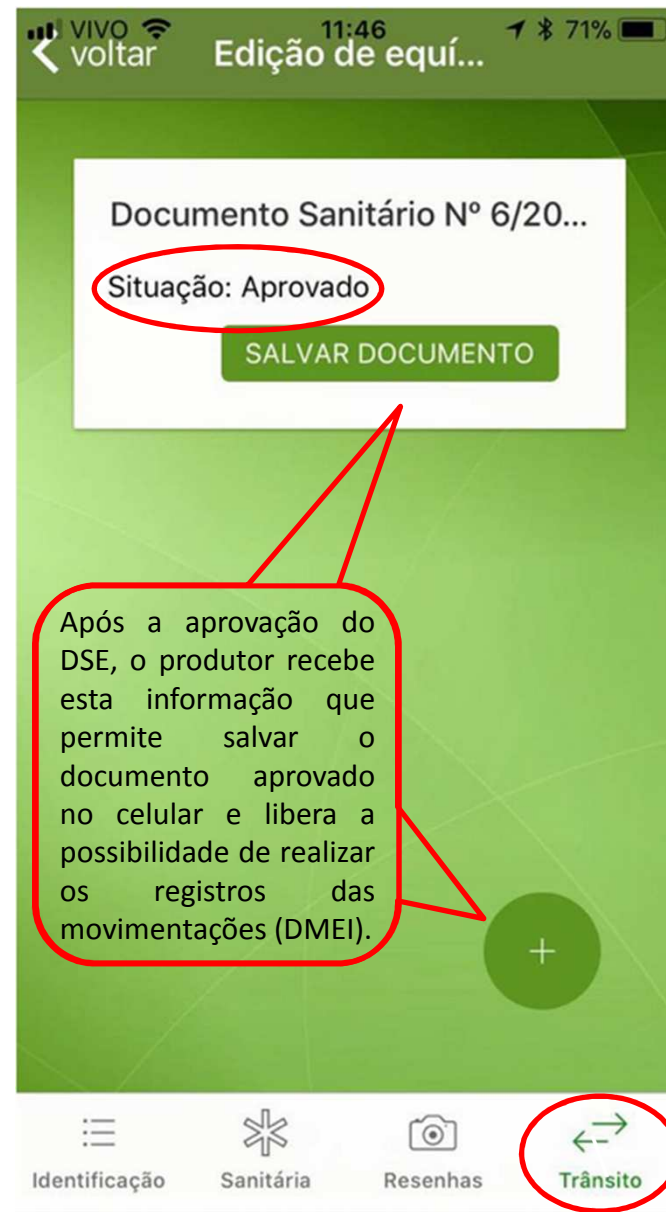 VIVO 11:46 71%
voltar Edição de equí...
Documento Sanitário Nº 6/20...
Situação: Aprovado
SALVAR DOCUMENTO
Após a aprovação do
DSE, o produtor recebe
esta informação que
permite salvar o
documento aprovado
no celular e libera a
possibilidade de realizar
os registros das
movimentações (DMEI).
+
Identificação Sanitária Resenhas Trânsito